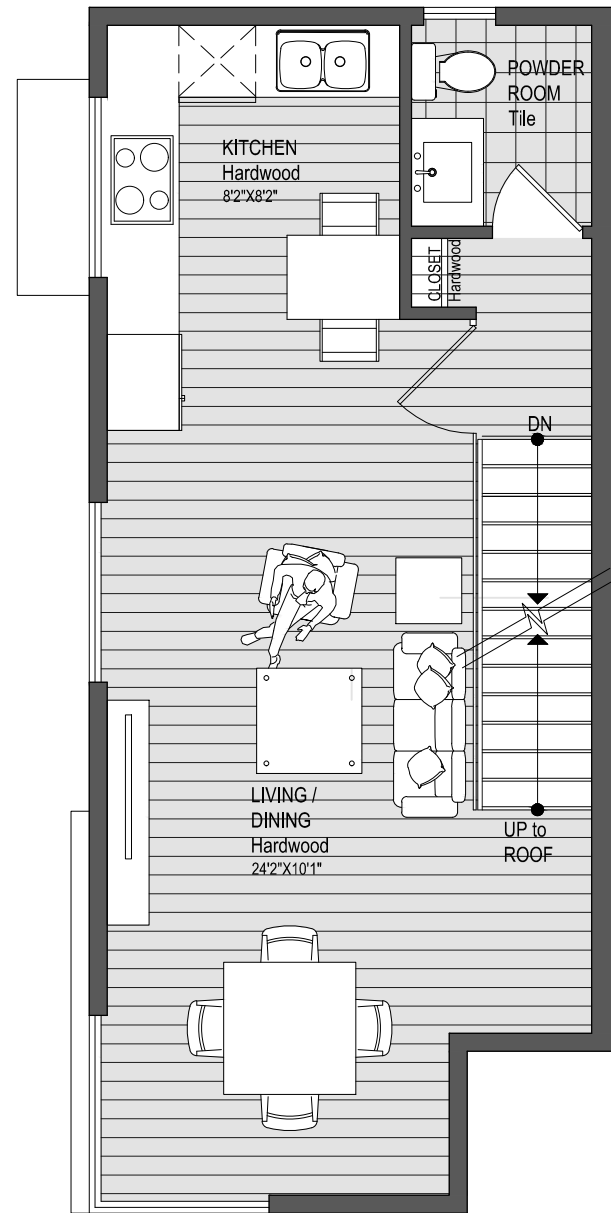 POWDER
ROOM
Tile
KITCHEN
Hardwood
8'2"X8'2"
CLOSET
Hardwood
DN
LIVING /
DINING
Hardwood
24'2"X10'1"
UP to
ROOF